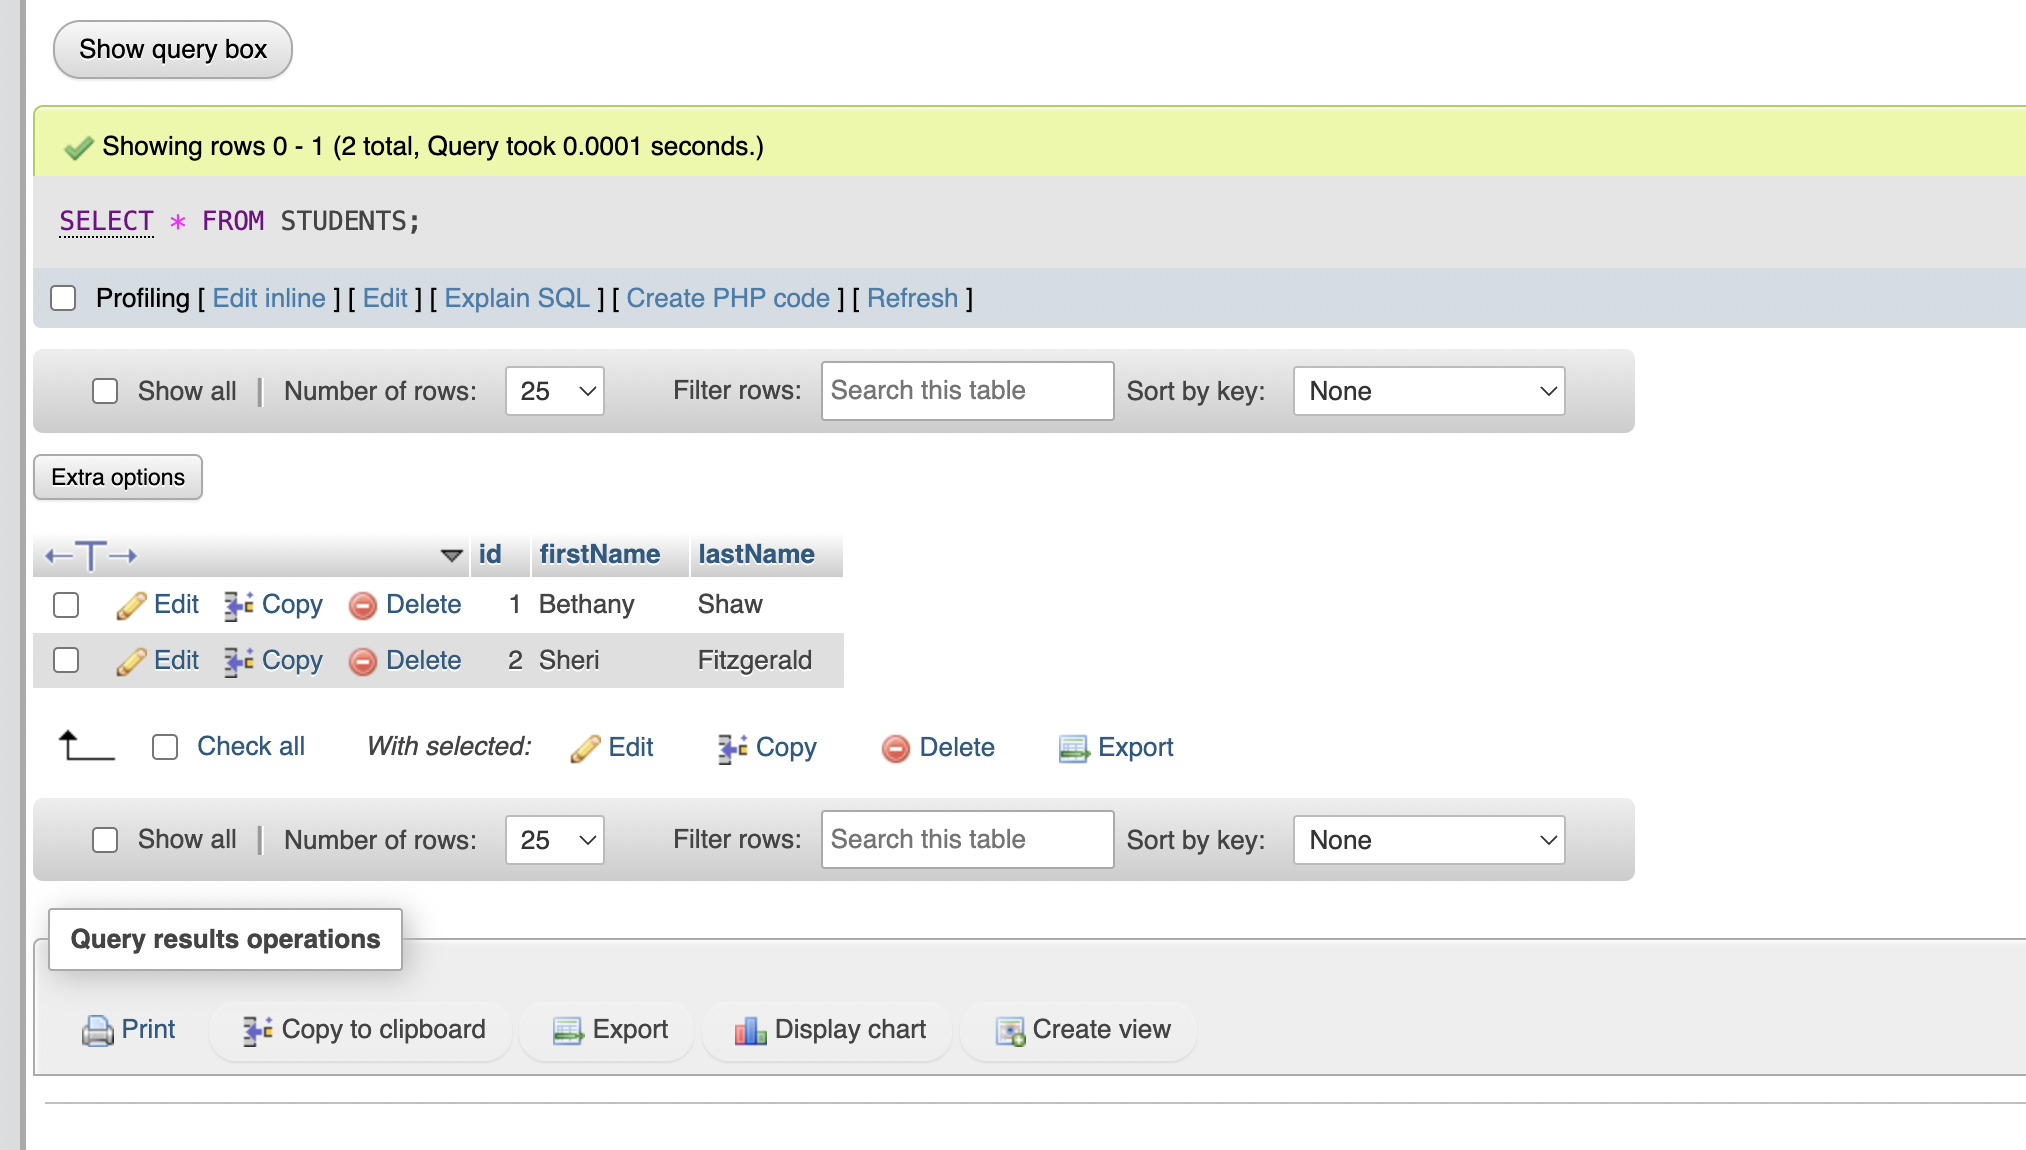 Show query box
Showing rows 0 - 1 (2 total, Query took 0.0001 seconds.)
SELECT * FROM STUDENTS;
Profiling [ Edit inline ] [ Edit ] [ Explain SQL ] [ Create PHP code ] [ Refresh ]
Show all | Number of rows: 25 Filter rows: Search this table Sort by key: None
Extra options
id firstName lastName
Edit Copy Delete 1 Bethany Shaw
Edit Copy Delete 2 Sheri Fitzgerald
Check all With selected: Edit Copy Delete Export
Show all | Number of rows: 25 Filter rows: Search this table Sort by key: None
Query results operations
Print Copy to clipboard Export Display chart Create view